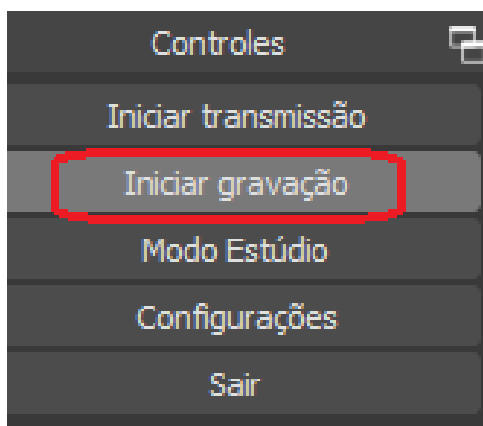 Controles
Iniciar transmissão
Iniciar gravação
Modo Estúdio
Configurações
Sair